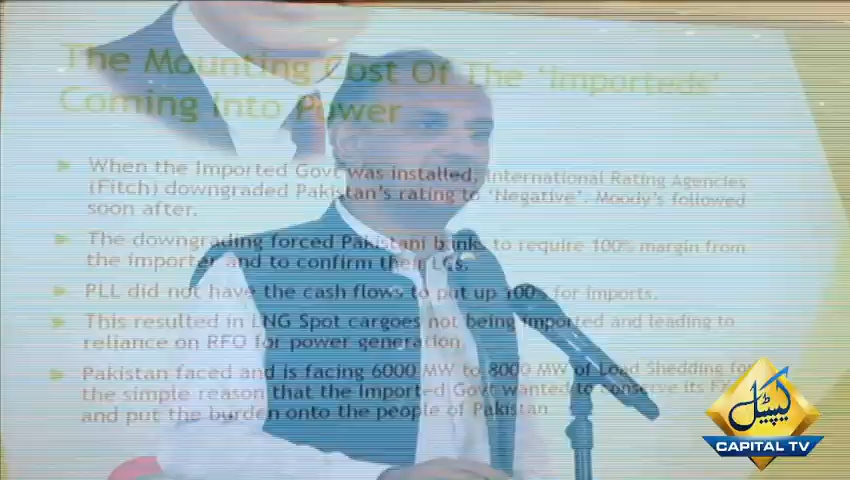 The Mounting Cost Of The 'Importeds'
Coming Into Power
When the Imported Govt was installed, International Rating Agencies
(Fitch) downgraded Pakistan's rating to 'Negative'. Moody's followed
soon after.
The downgrading forced Pakistani banks to require 100% margin from
the importer and to confirm their LCs.
PLL did not have the cash flows to put up 100% for imports.
This resulted in LNG Spot cargoes not being imported and leading to
reliance on RFO for power generation
Pakistan faced and is facing 6000 MW to 8000 MW of Load Shedding for
the simple reason that the Imported Govt wanted to conserve its
and put the burden onto the people of Pakistan
کیپیٹل
CAPITAL TV